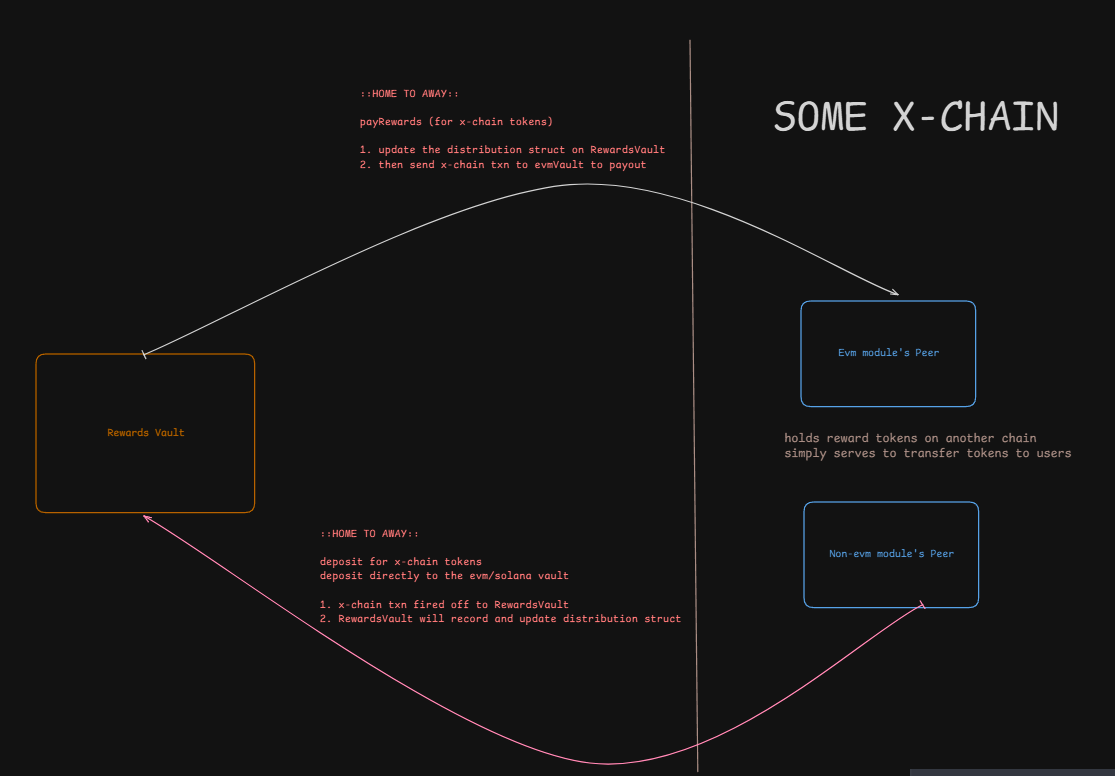 ::HOME TO AWAY::
payRewards (for x-chain tokens)
1. update the distribution struct on RewardsVault
2. then send x-chain txn to evmVault to payout
SOME X-CHAIN
Evm module's Peer
holds reward tokens on another chain
simply serves to transfer tokens to users
Rewards Vault
Non-evm module's Peer
::HOME TO AWAY::
deposit for x-chain tokens
deposit directly to the evm/solana vault
1. x-chain txn fired off to RewardsVault
2. RewardsVault will record and update distribution struct